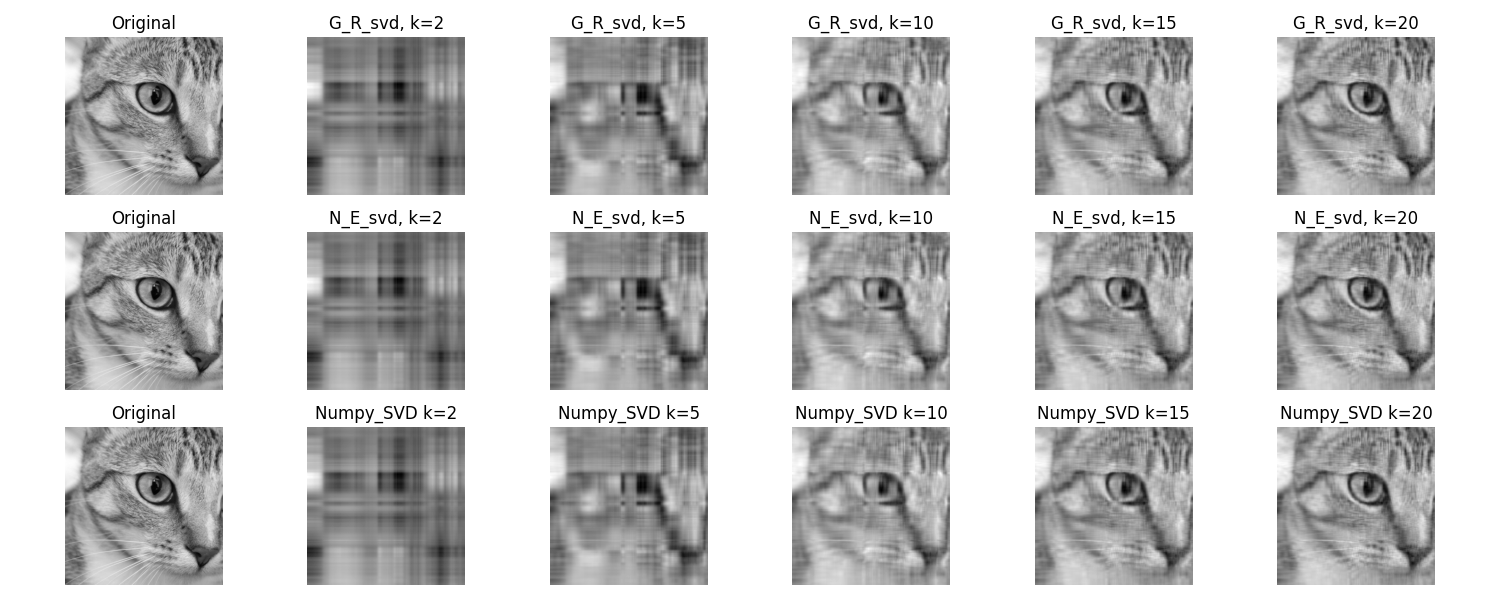 Original G_R_svd, k=2 G_R_svd, k=5 G_R_svd, k=10 G_R_svd, k=15 G_R_svd, k=20
Original N_E_svd, k=2 N_E_svd, k=5 N_E_svd, k=10 N_E_svd, k=15 N_E_svd, k=20
Original Numpy_SVD k=2 Numpy_SVD k=5 Numpy_SVD k=10 Numpy_SVD k=15 Numpy_SVD k=20